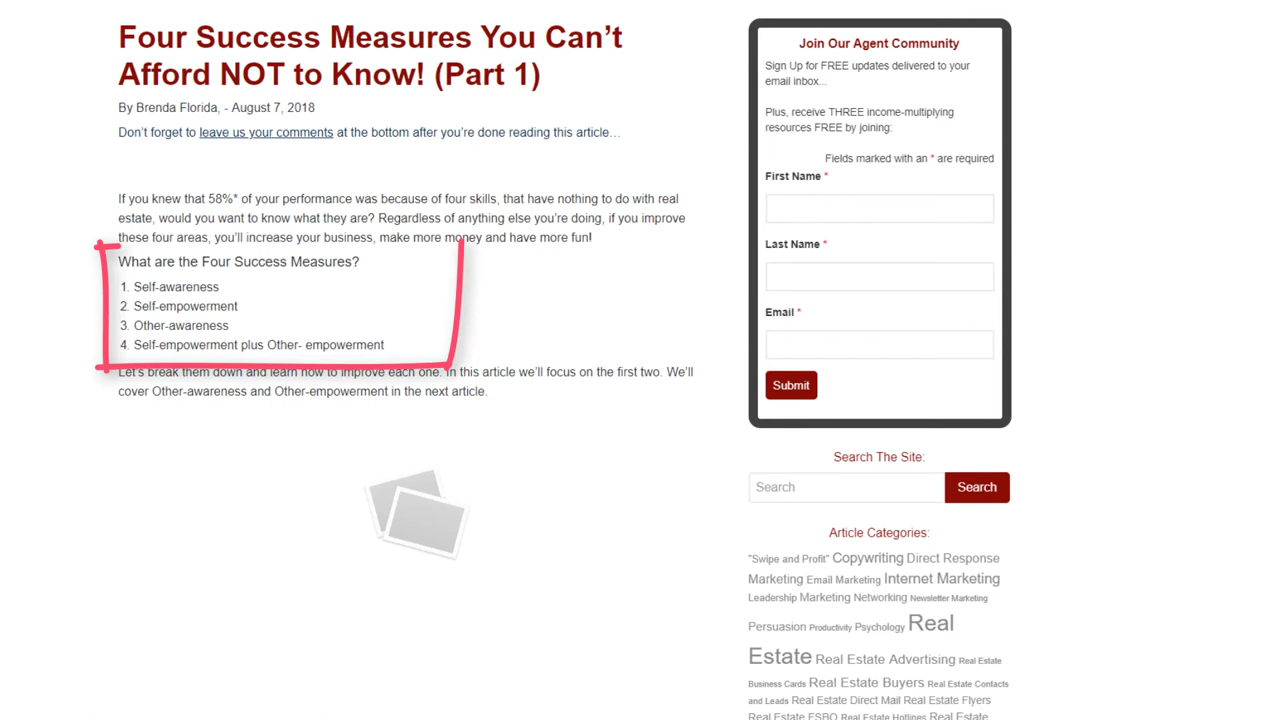 Four Success Measures You Can’t
Afford NOT to Know! (Part 1)
By Brenda Florida, - August 7, 2018
Don’t forget to leave us your comments at the bottom after you’re done reading this article…
If you knew that 58%* of your performance was because of four skills, that have nothing to do with real
estate, would you want to know what they are? Regardless of anything else you’re doing, if you improve
these four areas, you’ll increase your business, make more money and have more fun!
What are the Four Success Measures?
1. Self-awareness
2. Self-empowerment
3. Other-awareness
4. Self-empowerment plus Other- empowerment
Let’s break them down and learn how to improve each one. In this article we’ll focus on the first two. We’ll
cover Other-awareness and Other-empowerment in the next article.
Join Our Agent Community
Sign Up for FREE updates delivered to your
email inbox...
Plus, receive THREE income-multiplying
resources FREE by joining:
Fields marked with an * are required
First Name *
Last Name *
Email *
Submit
Search The Site:
Search Search
Article Categories:
"Swipe and Profit" Copywriting Direct Response
Marketing Email Marketing Internet Marketing
Leadership Marketing Networking Newsletter Marketing
Persuasion Productivity Psychology Real
Estate Real Estate Advertising Real Estate
Business Cards Real Estate Buyers Real Estate Contacts
and Leads Real Estate Direct Mail Real Estate Flyers
Real Estate FSBO Real Estate Hotlines Real Estate